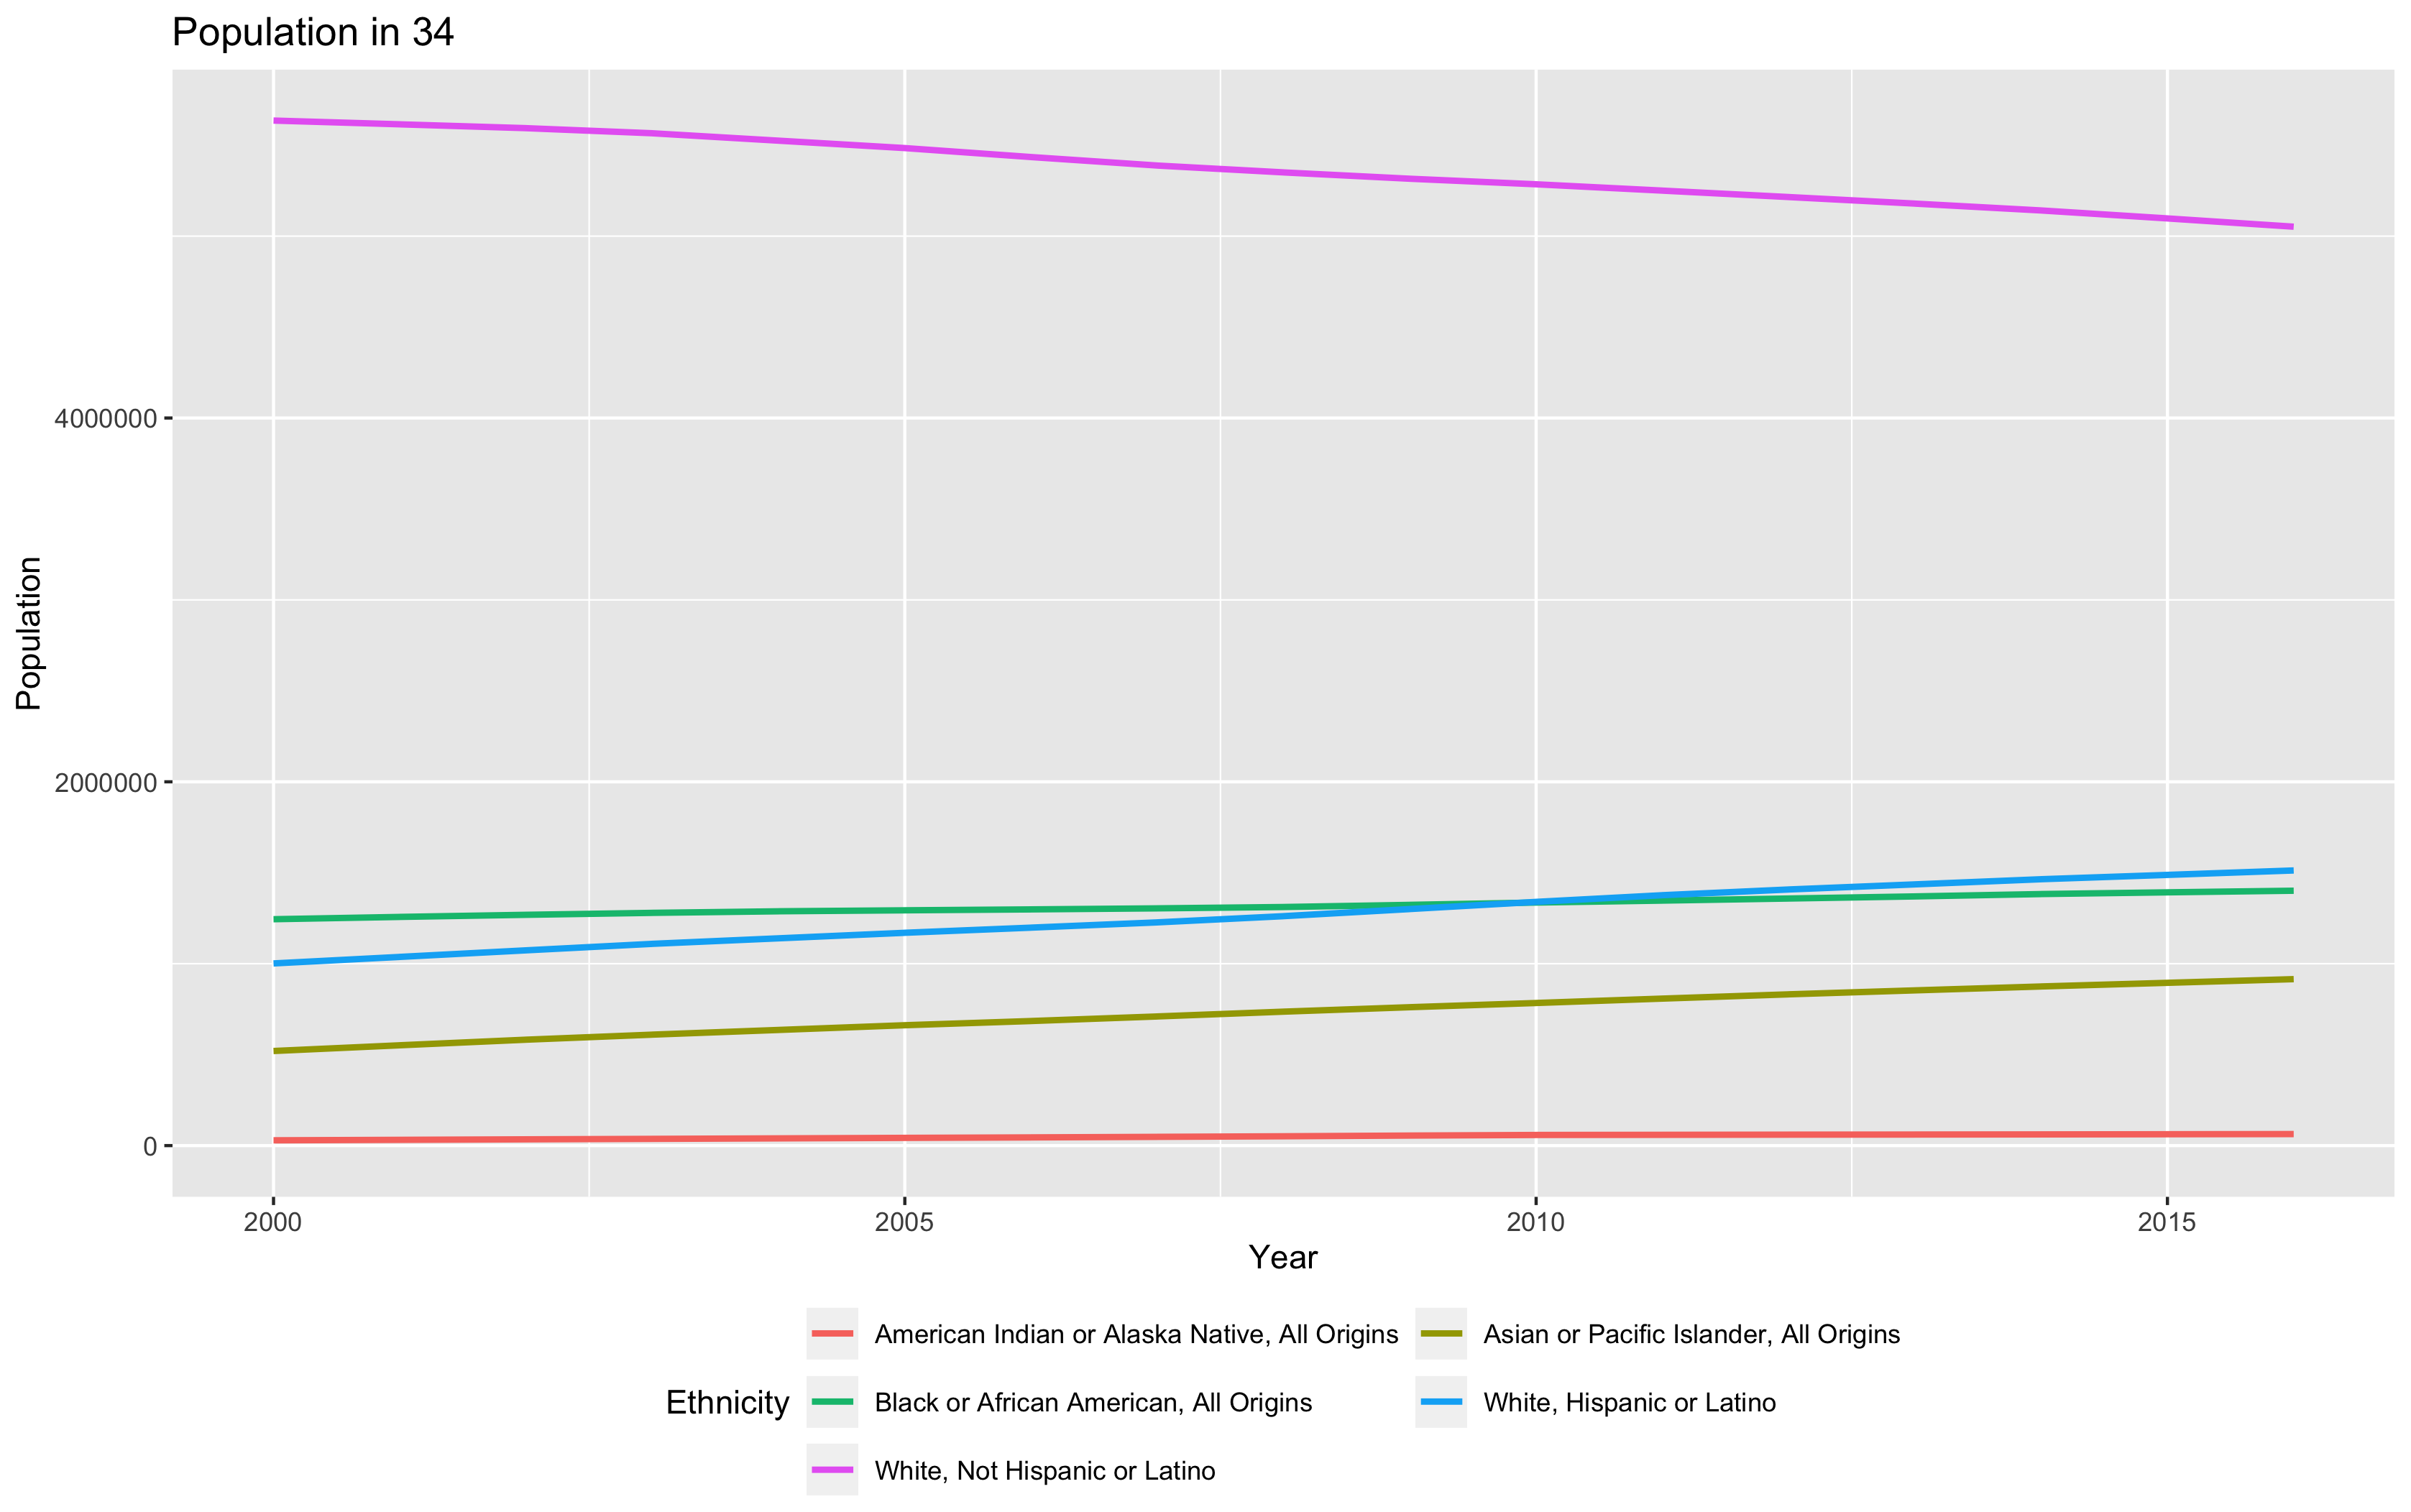 Population in 34
Population
4000000
2000000
0
2000 2005 2010 2015
Year
Ethnicity
American Indian or Alaska Native, All Origins
Asian or Pacific Islander, All Origins
Black or African American, All Origins
White, Hispanic or Latino
White, Not Hispanic or Latino